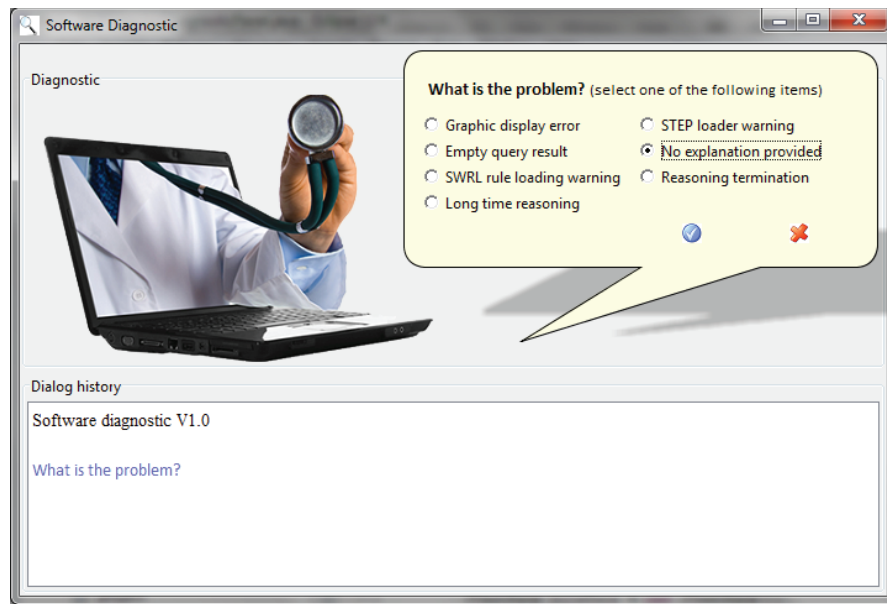 Software Diagnostic
Diagnostic
What is the problem? (select one of the following items)
Graphic display error
STEP loader warning
Empty query result
No explanation provided
SWRL rule loading warning
Reasoning termination
Long time reasoning
Dialog history
Software diagnostic V1.0
What is the problem?